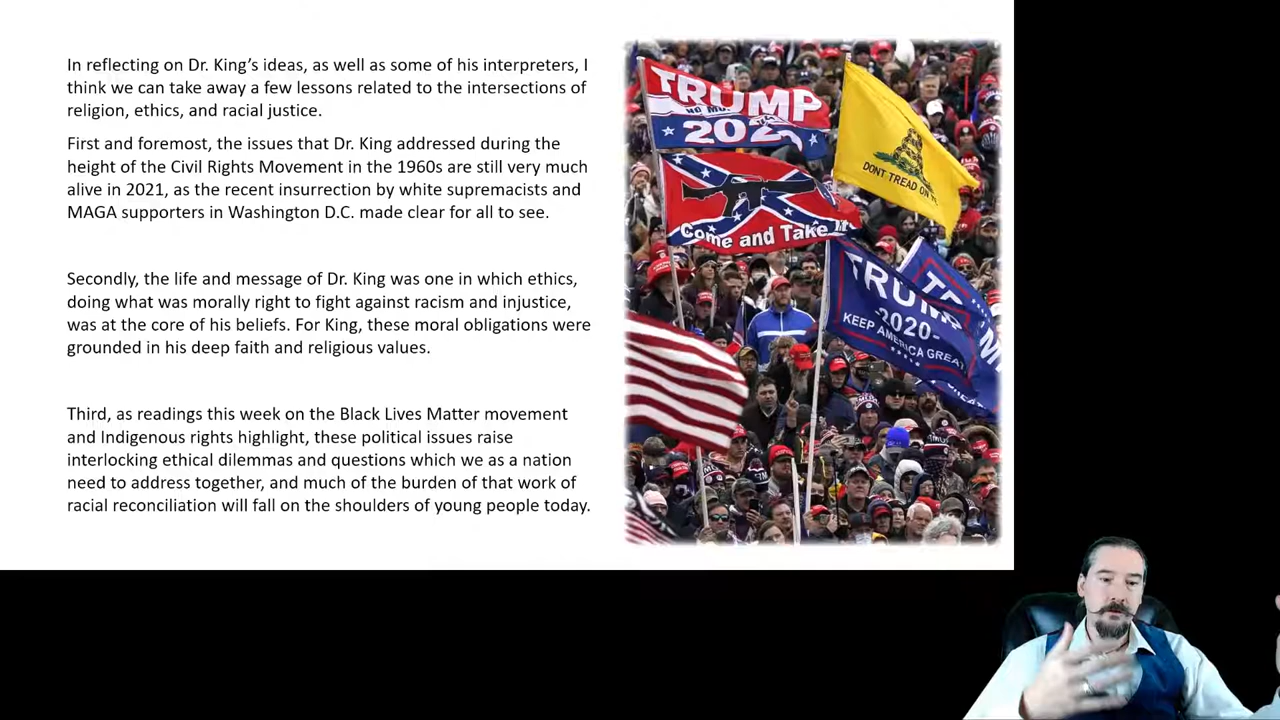 In reflecting on Dr. King's ideas, as well as some of his interpreters, I
think we can take away a few lessons related to the intersections of
religion, ethics, and racial justice.
First and foremost, the issues that Dr. King addressed during the
height of the Civil Rights Movement in the 1960s are still very much
alive in 2021, as the recent insurrection by white supremacists and
MAGA supporters in Washington D.C. made clear for all to see.
Secondly, the life and message of Dr. King was one in which ethics,
doing what was morally right to fight against racism and injustice,
was at the core of his beliefs. For King, these moral obligations were
grounded in his deep faith and religious values.
Third, as readings this week on the Black Lives Matter movement
and Indigenous rights highlight, these political issues raise
interlocking ethical dilemmas and questions which we as a nation
need to address together, and much of the burden of that work of
racial reconciliation will fall on the shoulders of young people today.
TRUMP
NO MO
202
DONT TREAD ON
Come and Take It
TRUM
2020-
KEEP AMERICA GREAT
T